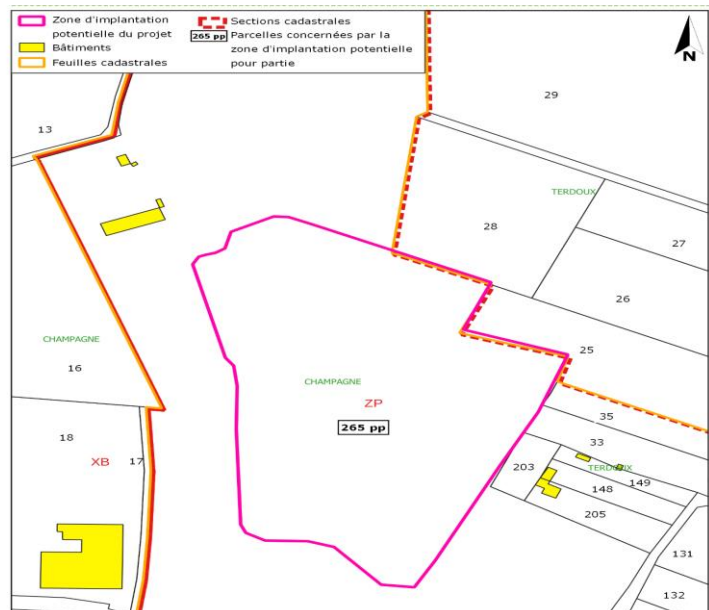 Zone d'implantation
potentielle du projet
Bâtiments
Feuilles cadastrales
Sections cadastrales
265 pp Parcelles concernées par la
zone d'implantation potentielle
pour partie
N
13
29
TERDOUX
28
27
26
CHAMPAGNE
16
25
CHAMPAGNE
ZP
265 pp
35
18
33
XB
17
203
TERDOUX
149
148
205
131
132